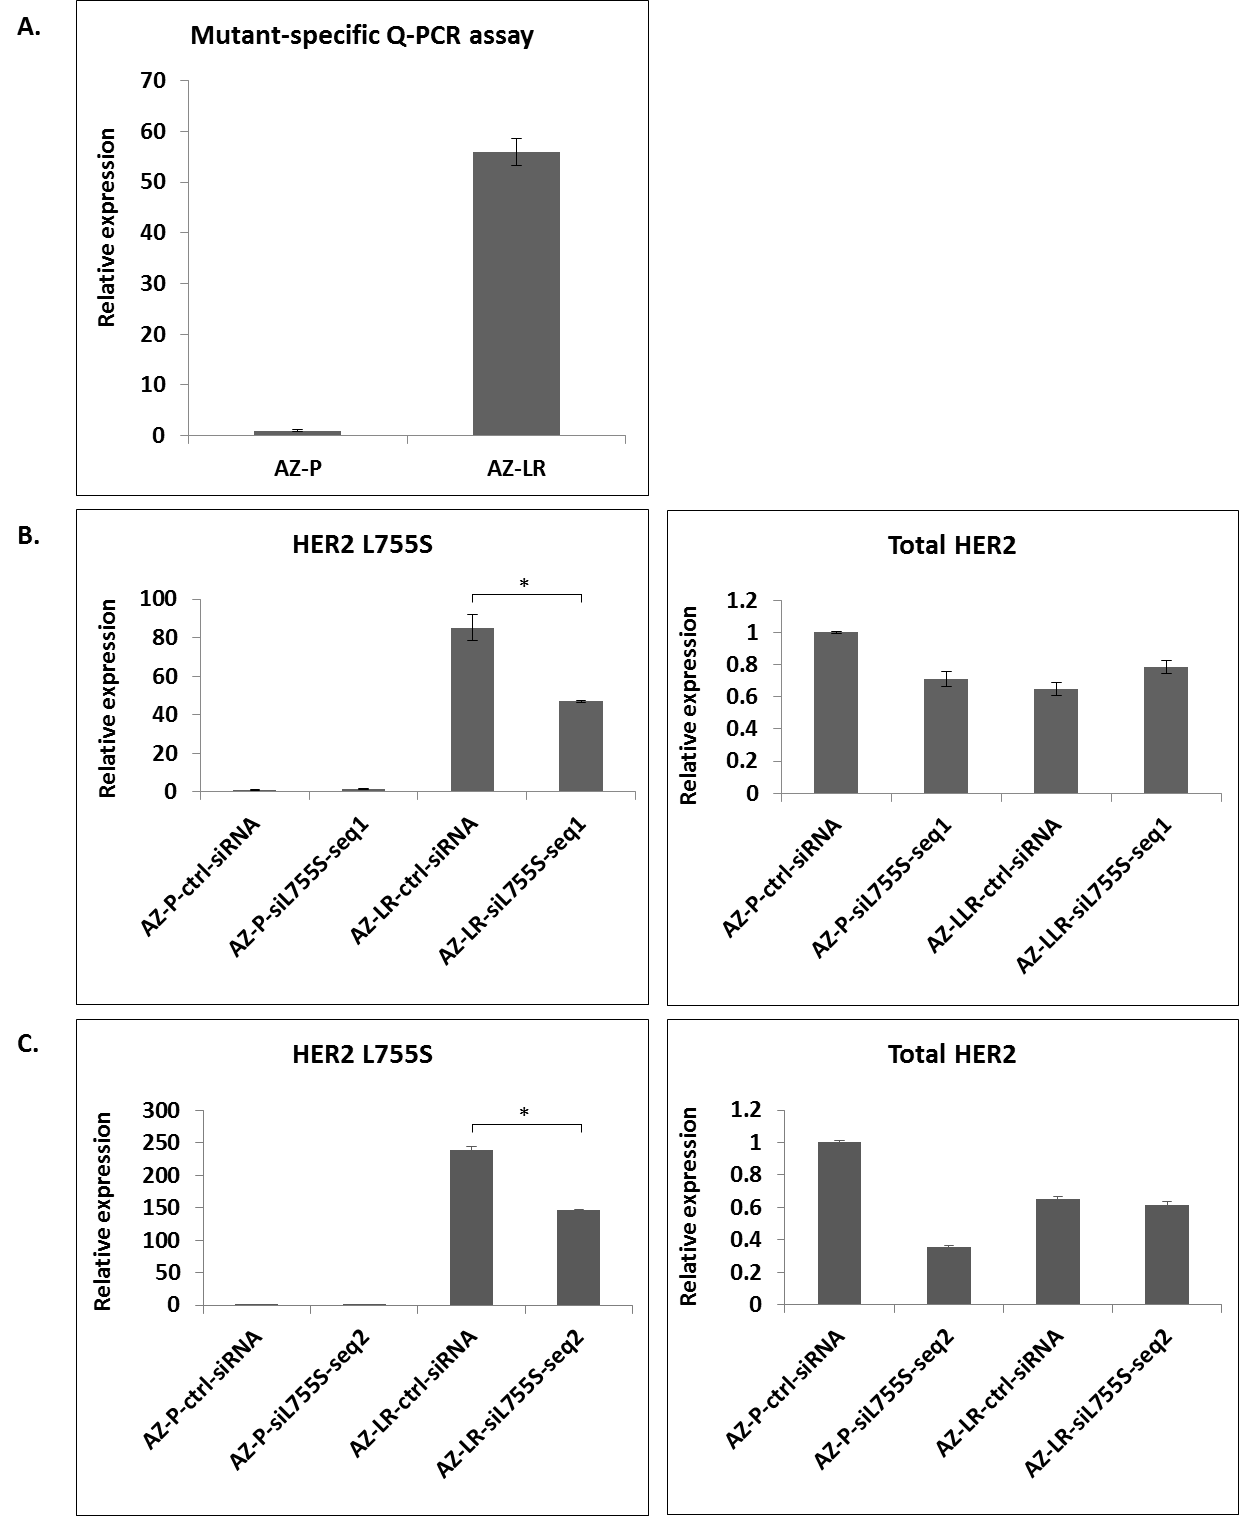 A.
Mutant-specific Q-PCR assay
Relative expression
70
60
50
40
30
20
10
0
AZ-P
AZ-LR
B.
HER2 L755S
Relative expression
100
80
60
40
20
0
*
AZ-P-ctrl-siRNA
AZ-P-siL755S-seq1
AZ-LR-ctrl-siRNA
AZ-LR-siL755S-seq1
Total HER2
Relative expression
1.2
1
0.8
0.6
0.4
0.2
0
AZ-P-ctrl-siRNA
AZ-P-siL755S-seq1
AZ-LLR-ctrl-siRNA
AZ-LLR-siL755S-seq1
C.
HER2 L755S
Relative expression
300
250
200
150
100
50
0
*
AZ-P-ctrl-siRNA
AZ-P-siL755S-seq2
AZ-LR-ctrl-siRNA
AZ-LR-siL755S-seq2
Total HER2
Relative expression
1.2
1
0.8
0.6
0.4
0.2
0
AZ-P-ctrl-siRNA
AZ-P-siL755S-seq2
AZ-LR-ctrl-siRNA
AZ-LR-siL755S-seq2